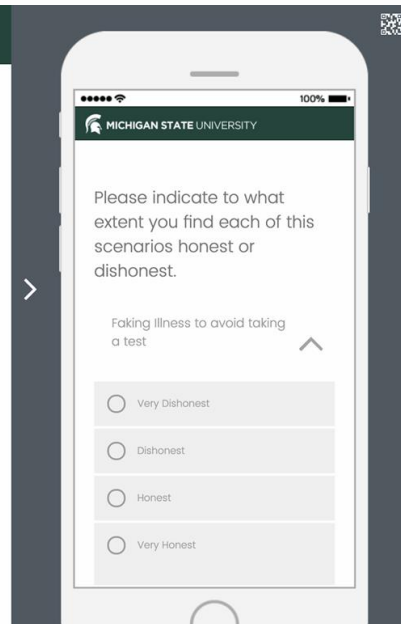 100%
MICHIGAN STATE UNIVERSITY
Please indicate to what
extent you find each of this
scenarios honest or
dishonest.
Faking Illness to avoid taking
a test
Very Dishonest
Dishonest
Honest
Very Honest